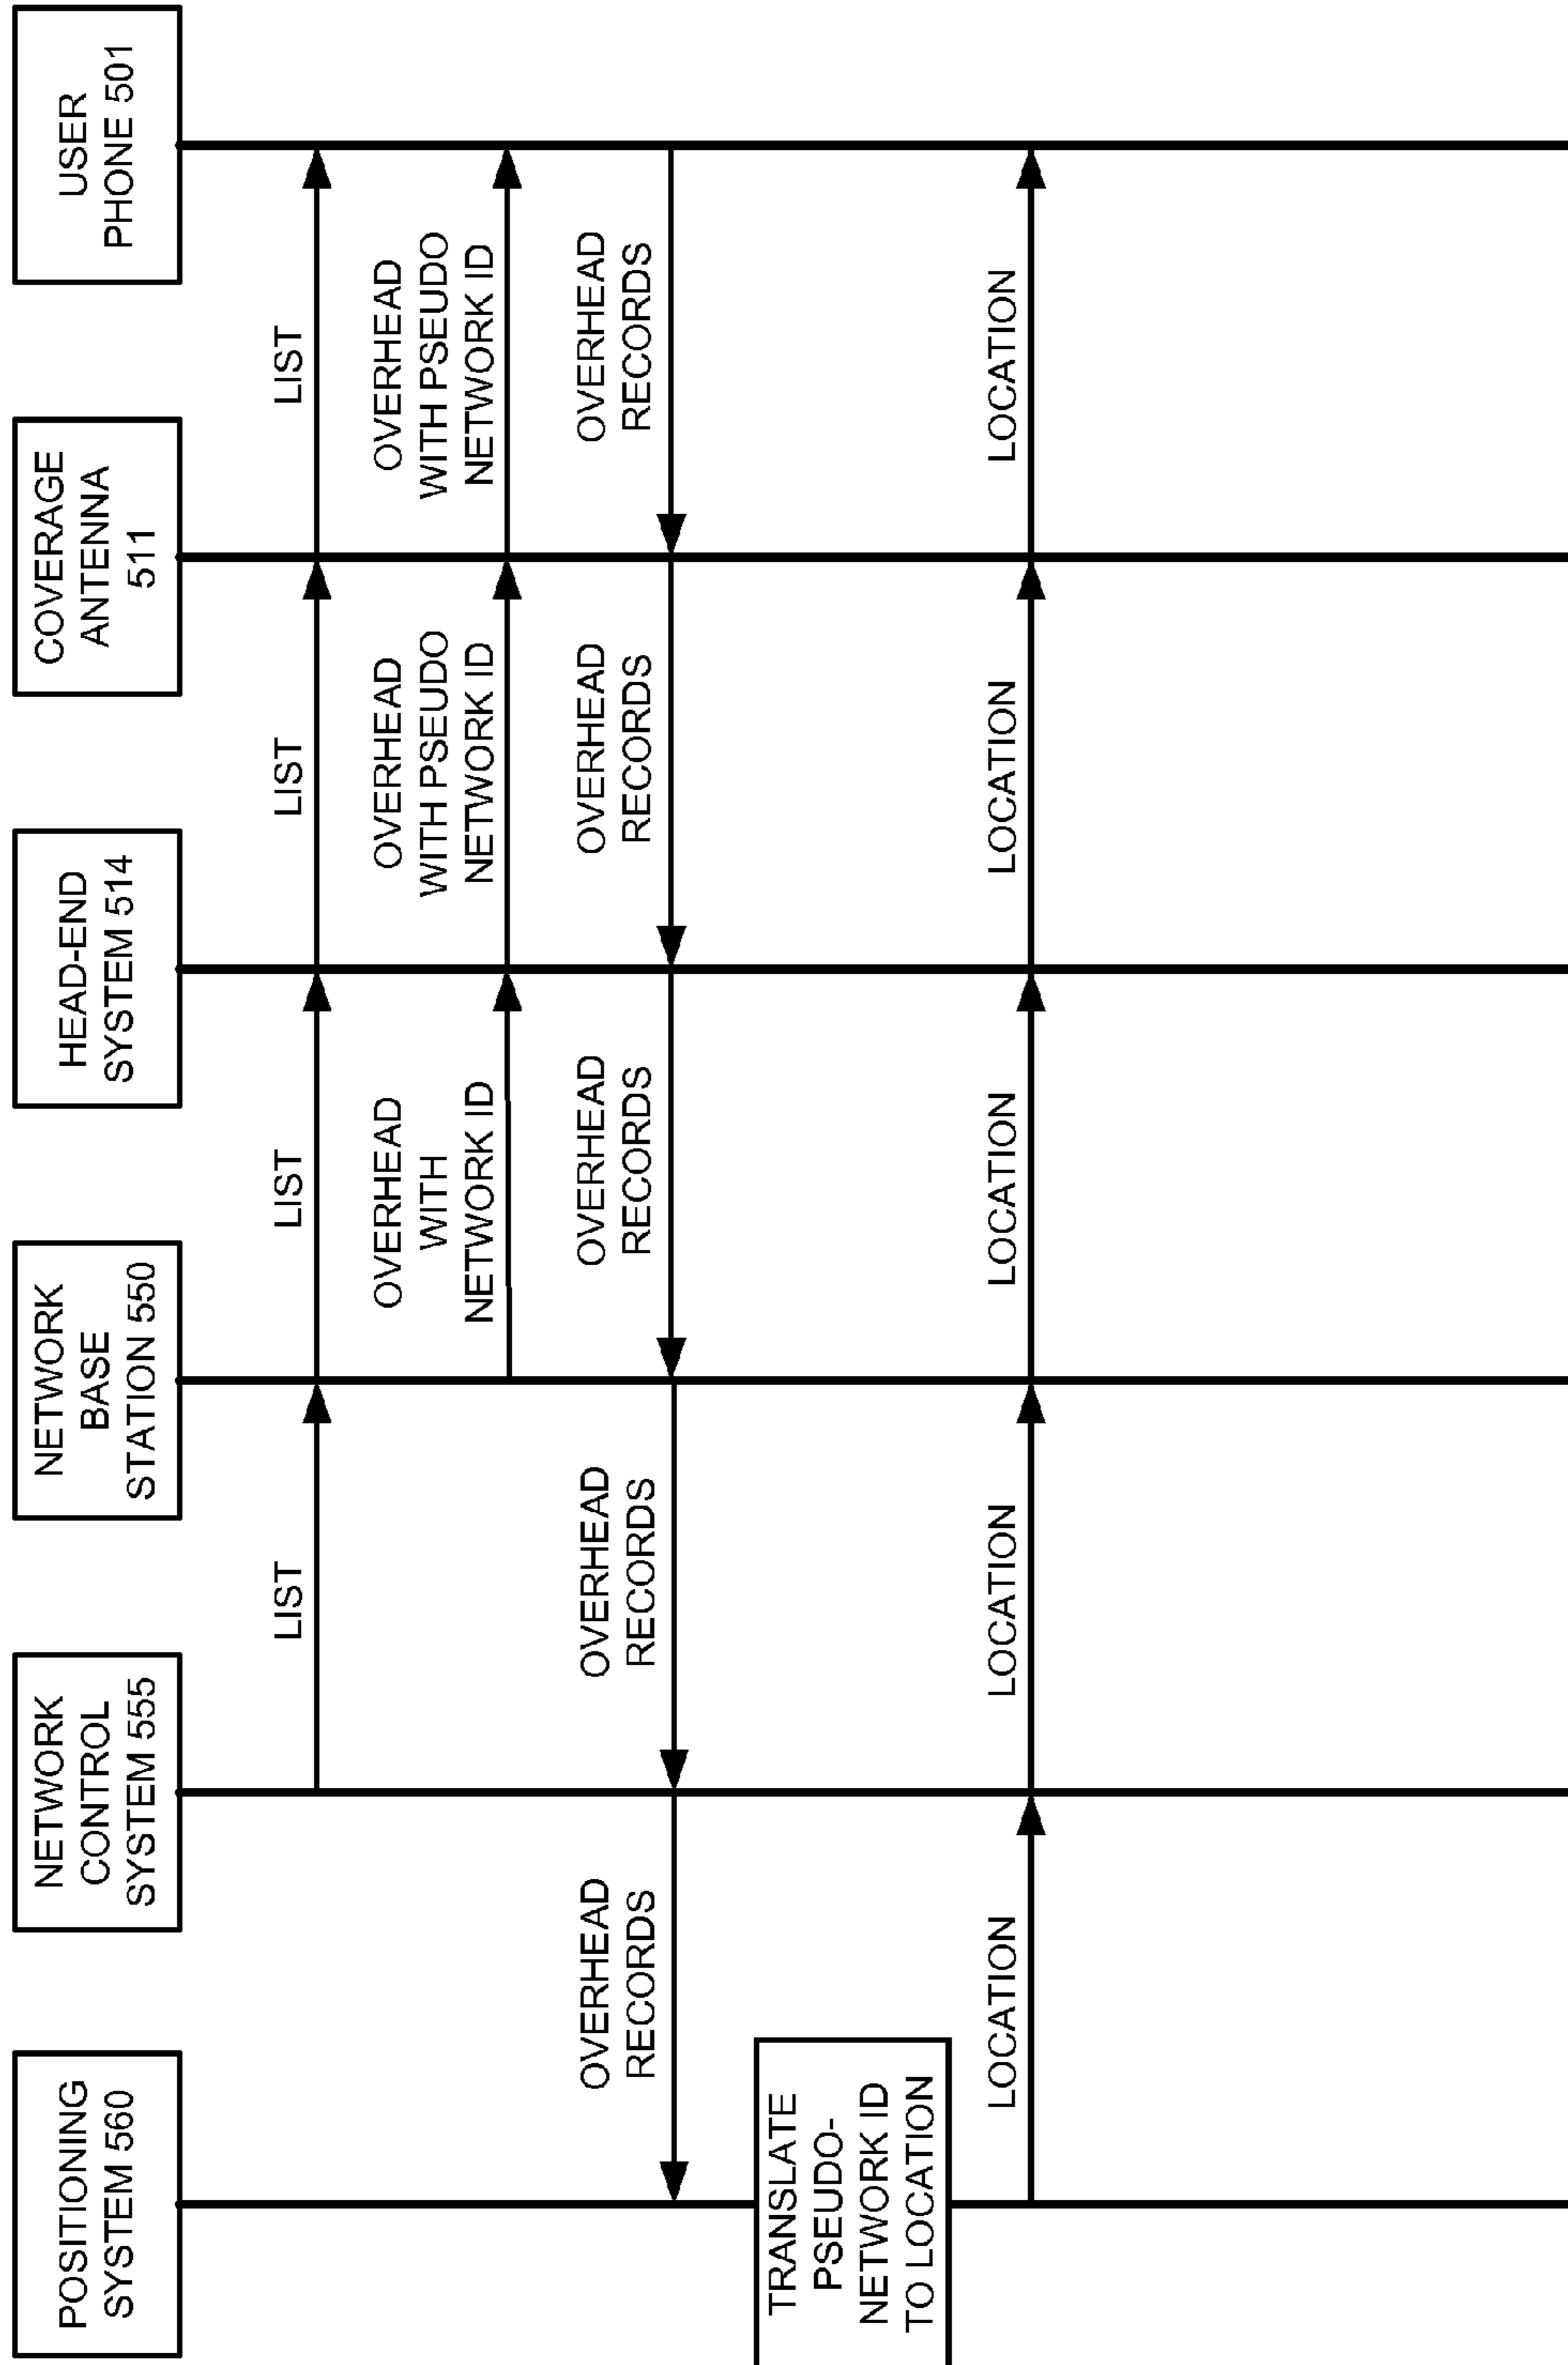 POSITIONING
SYSTEM 560
NETWORK
CONTROL
SYSTEM 555
NETWORK
BASE
STATION 550
HEAD-END
SYSTEM 514
COVERAGE
ANTENNA
511
USER
PHONE 501
LIST
LIST
LIST
LIST
OVERHEAD
WITH
NETWORK ID
OVERHEAD
WITH PSEUDO
NETWORK ID
OVERHEAD
WITH PSEUDO
NETWORK ID
OVERHEAD
RECORDS
OVERHEAD
RECORDS
OVERHEAD
RECORDS
OVERHEAD
RECORDS
OVERHEAD
RECORDS
TRANSLATE
PSEUDO-
NETWORK ID
TO LOCATION
LOCATION
LOCATION
LOCATION
LOCATION
LOCATION